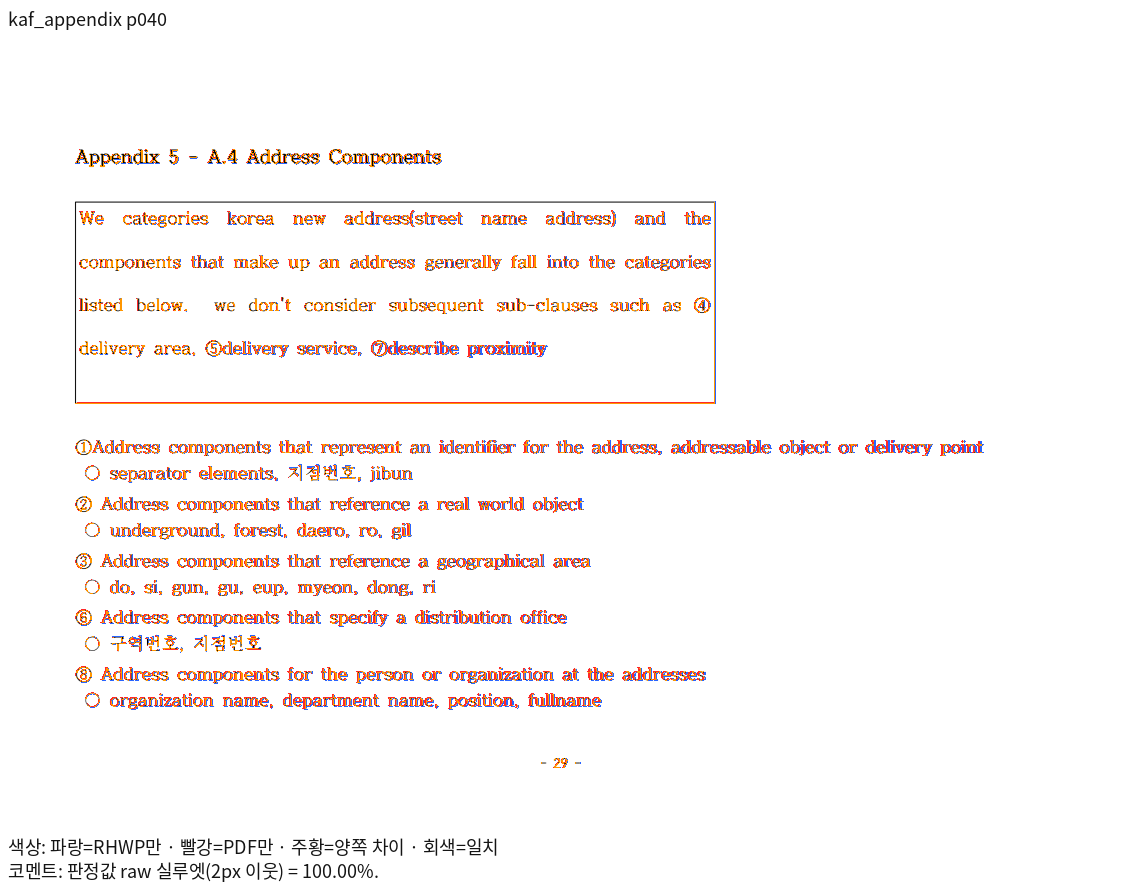 kaf_appendix p040
Appendix 5 - A.4 Address Components
We categories korea new address(street name address) and the
components that make up an address generally fall into the categories
listed below. we don't consider subsequent sub-clauses such as ④
delivery area, ⑤delivery service, ⑦describe proximity
①Address components that represent an identifier for the address, addressable object or delivery point
○ separator elements, 지점번호, jibun
② Address components that reference a real world object
○ underground, forest, daero, ro, gil
③ Address components that reference a geographical area
○ do, si, gun, gu, eup, myeon, dong, ri
⑥ Address components that specify a distribution office
○ 구역번호, 지점번호
⑧ Address components for the person or organization at the addresses
○ organization name, department name, position, fullname
- 29 -
색상: 파랑=RHWP만 · 빨강=PDF만 · 주황=양쪽 차이 · 회색=일치
코멘트: 판정값 raw 실루엣(2px 이웃) = 100.00%.